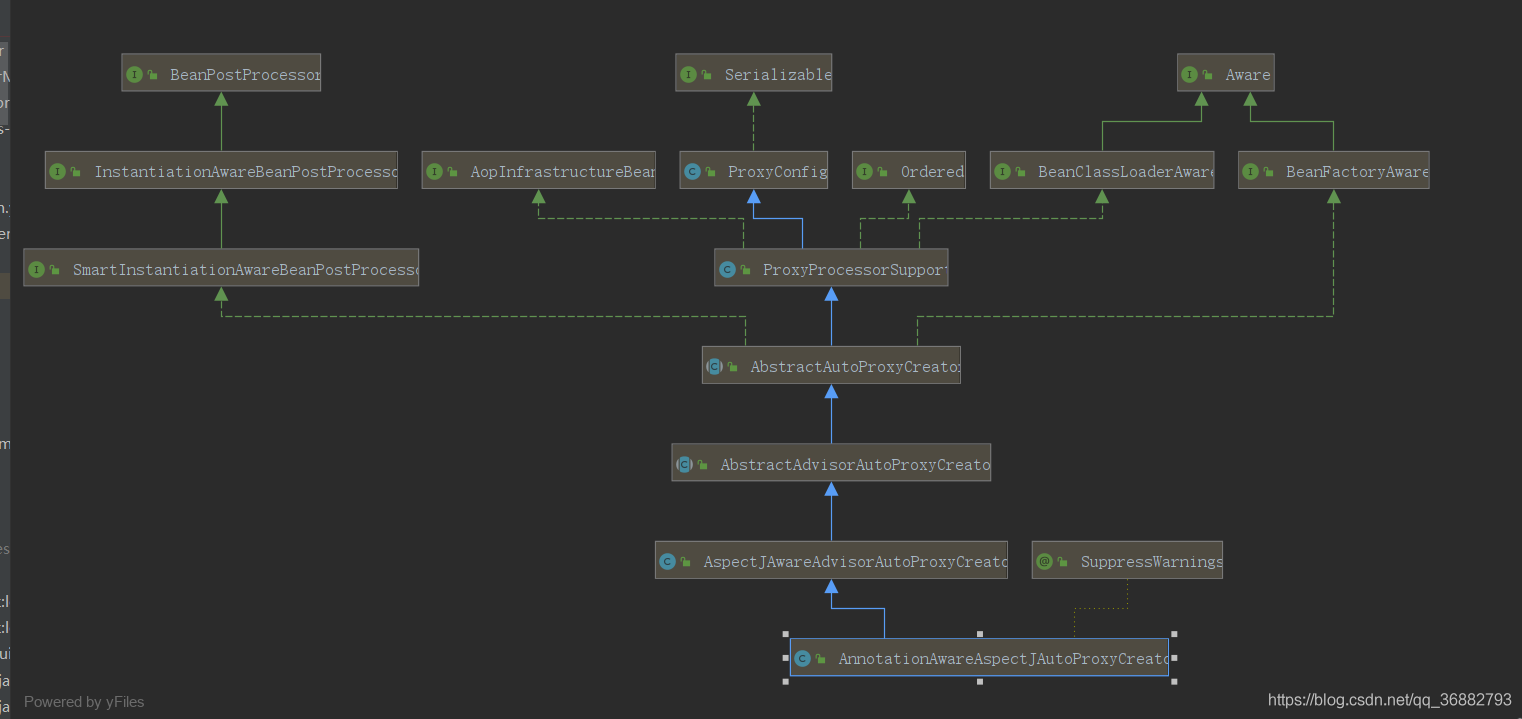 BeanPostProcessor
Serializable
Aware
InstantiationAwareBeanPostProcesso
AopInfrastructureBean
ProxyConfig
Ordered
BeanClassLoaderAware
BeanFactoryAware
SmartInstantiationAwareBeanPostProcesso
ProxyProcessorSupport
AbstractAutoProxyCreator
AbstractAdvisorAutoProxyCreato
AspectJAwareAdvisorAutoProxyCreato
SuppressWarnings
AnnotationAwareAspectJAutoProxyCreato
Powered by yFiles
https://blog.csdn.net/qq_36882793